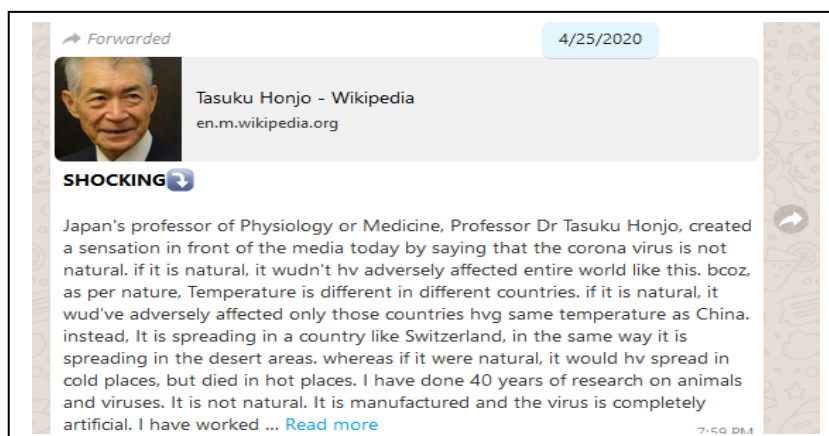 Forwarded
4/25/2020
Tasuku Honjo - Wikipedia
en.m.wikipedia.org
SHOCKING
Japan's professor of Physiology or Medicine, Professor Dr Tasuku Honjo, created
a sensation in front of the media today by saying that the corona virus is not
natural. if it is natural, it wudn't hv adversely affected entire world like this. bcoz,
as per nature, Temperature is different in different countries. if it is natural, it
wud've adversely affected only those countries hvg same temperature as China.
instead, It is spreading in a country like Switzerland, in the same way it is
spreading in the desert areas. whereas if it were natural, it would hv spread in
cold places, but died in hot places. I have done 40 years of research on animals
and viruses. It is not natural. It is manufactured and the virus is completely
artificial. I have worked ... Read more
7:59 PM